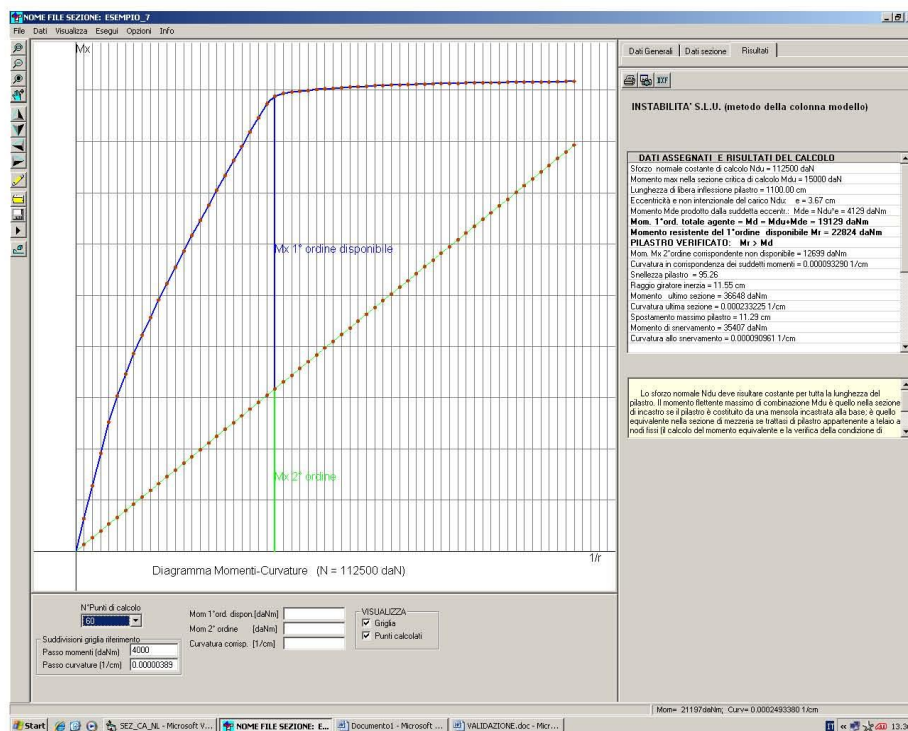 NOME FILE SEZIONE: ESEMPIO_7
File Dati Visualizza Esegui Opzioni Info
Mx
Mx 1° ordine disponibile
Mx 2° ordine
1/r
Diagramma Momenti-Curvature (N = 112500 daN)
Dati Generali Dati sezione Risultati
DXF
INSTABILITA' S.L.U. (metodo della colonna modello)
DATI ASSEGNATI E RISULTATI DEL CALCOLO
Sforzo normale costante di calcolo Ndu = 112500 daN
Momento max nella sezione critica di calcolo Mdu = 15000 daN
Lunghezza di libera inflessione pilastro = 1100.00 cm
Eccentricità e non intenzionale del carico Ndu: e = 3.67 cm
Momento Mde prodotto dalla suddetta eccentr.: Mde = Ndu*e = 4129 daNm
Mom. 1°ord. totale agente = Md = Mdu+Mde = 19129 daNm
Momento resistente del 1°ordine disponibile Mr = 22824 daNm
PILASTRO VERIFICATO: Mr > Md
Mom. Mx 2°ordine corrispondente non disponibile = 12699 daNm
Curvatura in corrispondenza dei suddetti momenti = 0.000093290 1/cm
Snellezza pilastro = 95.26
Raggio giratore inerzia = 11.55 cm
Momento ultimo sezione = 36648 daNm
Curvatura ultima sezione = 0.000233225 1/cm
Spostamento massimo pilastro = 11.29 cm
Momento di snervamento = 35407 daNm
Curvatura allo snervamento = 0.000090961 1/cm
Lo sforzo normale Ndu deve risultare costante per tutta la lunghezza del
pilastro. Il momento flettente massimo di combinazione Mdu è quello nella sezione
di incastro se il pilastro è costituito da una mensola incastrata alla base; è quello
equivalente nella sezione di mezzeria se trattasi di pilastro appartenente a telaio a
nodi fissi (il calcolo del momento equivalente e la verifica della condizione di
N°Punti di calcolo
60
Suddivisioni griglia riferimento
Passo momenti [daNm] 4000
Passo curvature [1/cm] 0.00000389
Mom 1°ord. dispon.[daNm]
Mom 2° ordine [daNm]
Curvatura corrisp. [1/cm]
VISUALIZZA
Griglia
Punti calcolati
Mom= 21197daNm; Curv= 0.0002493380 1/cm
Start SEZ_CA_NL - Microsoft V... NOME FILE SEZIONE: E... Documento1 - Microsoft ... VALIDAZIONE.doc - Micr... 13.36